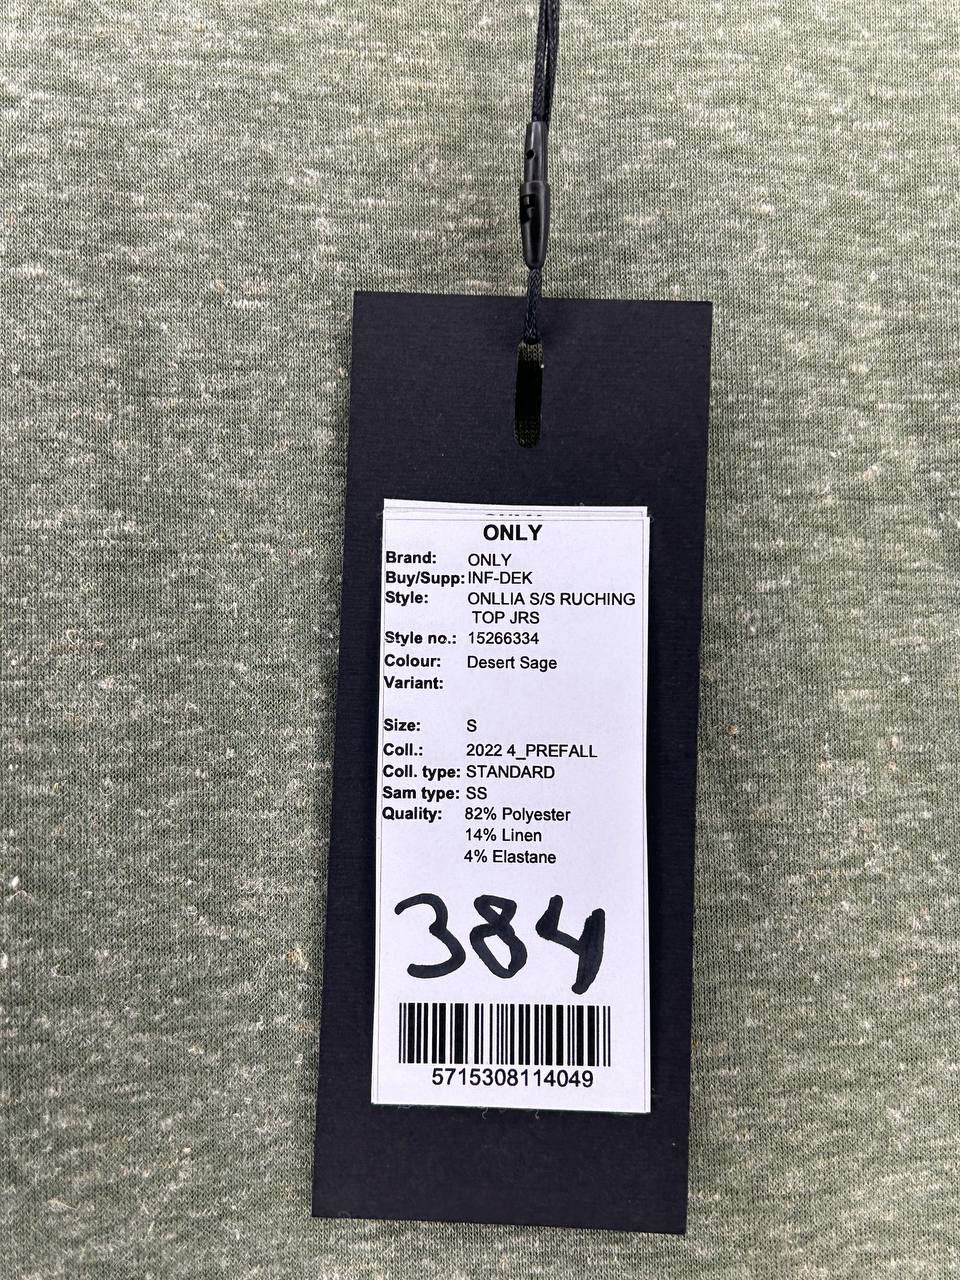 ONLY
Brand: ONLY
Buy/Supp: INF-DEK
Style: ONLLIA S/S RUCHING
TOP JRS
Style no.: 15266334
Colour: Desert Sage
Variant:
Size: S
Coll.: 2022 4_PREFALL
Coll. type: STANDARD
Sam type: SS
Quality: 82% Polyester
14% Linen
4% Elastane
384
5715308114049